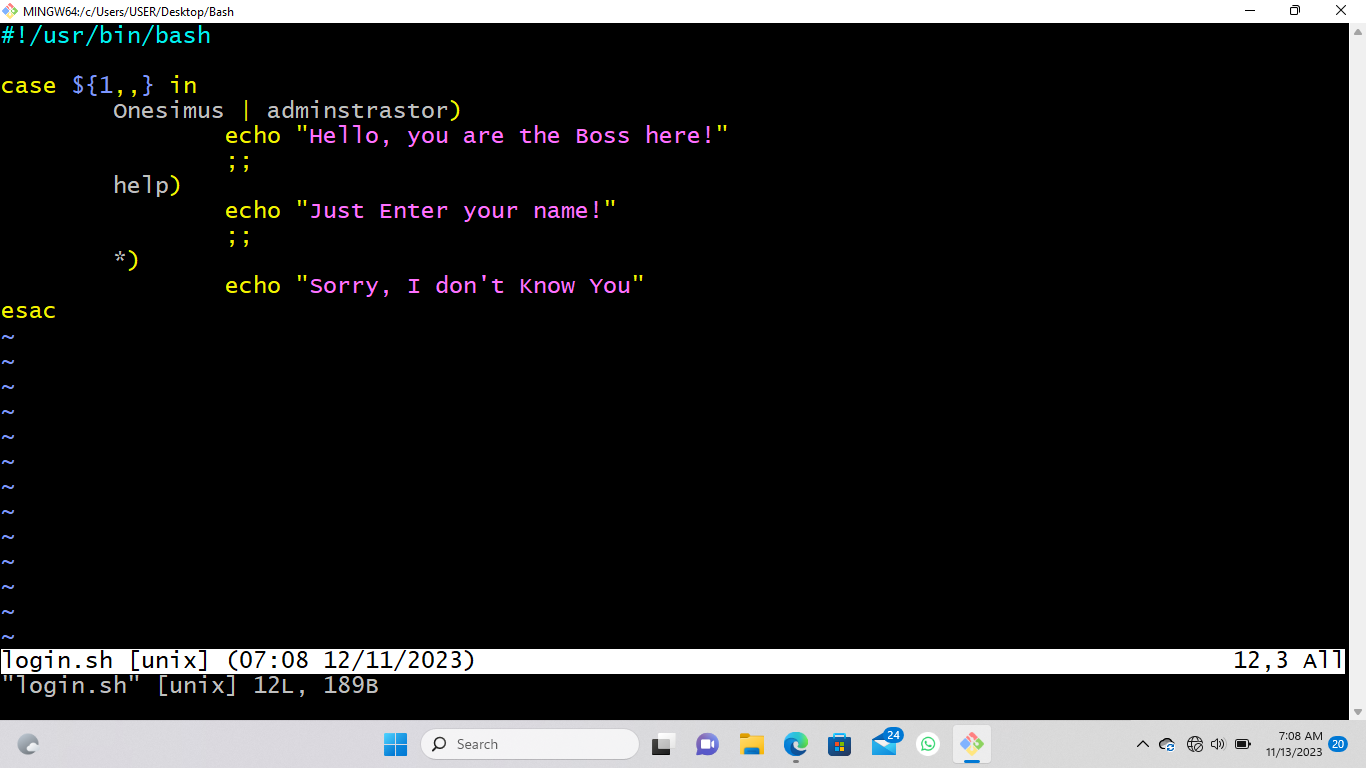 MINGW64:/c/Users/USER/Desktop/Bash
#!/usr/bin/bash
case ${1,,} in
Onesimus | adminstrastor)
echo "Hello, you are the Boss here!"
;;
help)
echo "Just Enter your name!"
;;
*)
echo "Sorry, I don't Know You"
esac
~
~
~
~
~
~
~
~
~
~
~
~
~
login.sh [unix] (07:08 12/11/2023) 12,3 All
"login.sh" [unix] 12L, 189B
Search
24
7:08 AM
11/13/2023
20